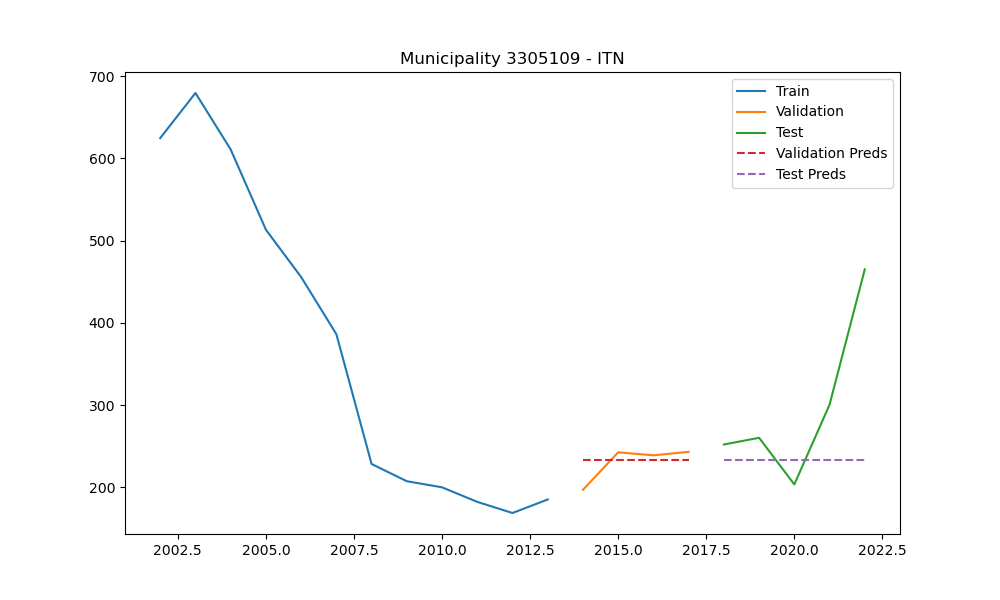 Municipality 3305109 - ITN
700
600
500
400
300
200
2002.5 2005.0 2007.5 2010.0 2012.5 2015.0 2017.5 2020.0 2022.5
Train
Validation
Test
Validation Preds
Test Preds